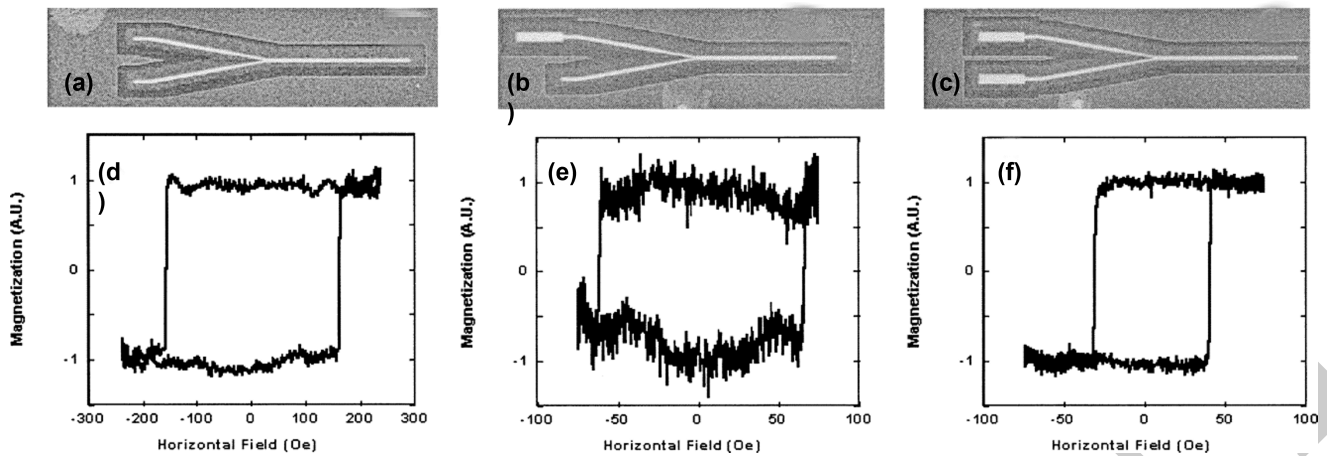 (a)
(b
)
(c)
(d
)
Magnetization (A.U.)
1
0
-1
-300 -200 -100 0 100 200 300
Horizontal Field (Oe)
(e)
Magnetization (A.U.)
1
0
-1
-100 -50 0 50 100
Horizontal Field (Oe)
(f)
Magnetization (A.U.)
1
0
-1
-100 -50 0 50 100
Horizontal Field (Oe)